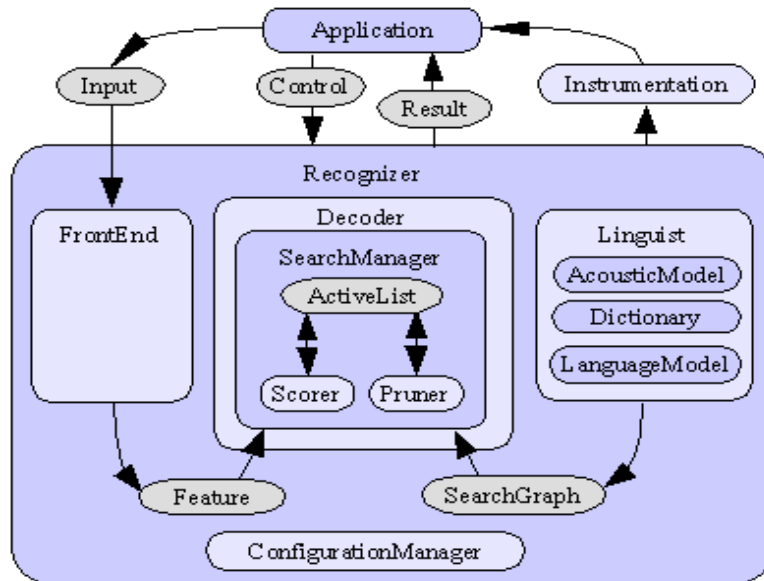 Application
Input
Control
Result
Instrumentation
Recognizer
FrontEnd
Decoder
SearchManager
ActiveList
Scorer
Pruner
Linguist
AcousticModel
Dictionary
LanguageModel
Feature
SearchGraph
ConfigurationManager